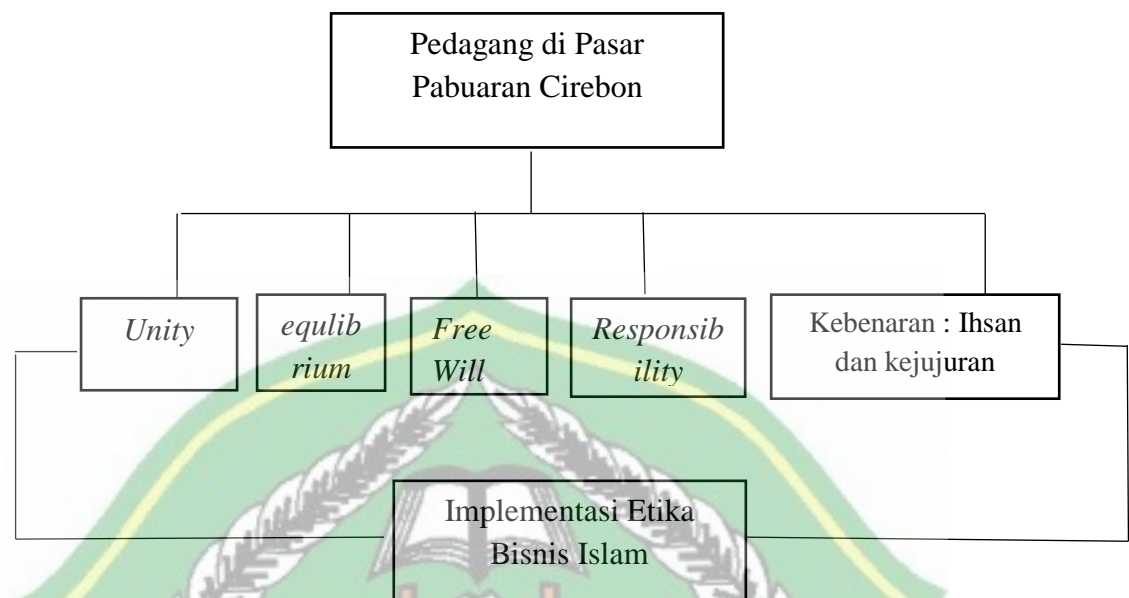 Pedagang di Pasar
Pabuaran Cirebon
Unity
equlib
rium
Free
Will
Responsib
ility
Kebenaran : Ihsan
dan kejujuran
Implementasi Etika
Bisnis Islam